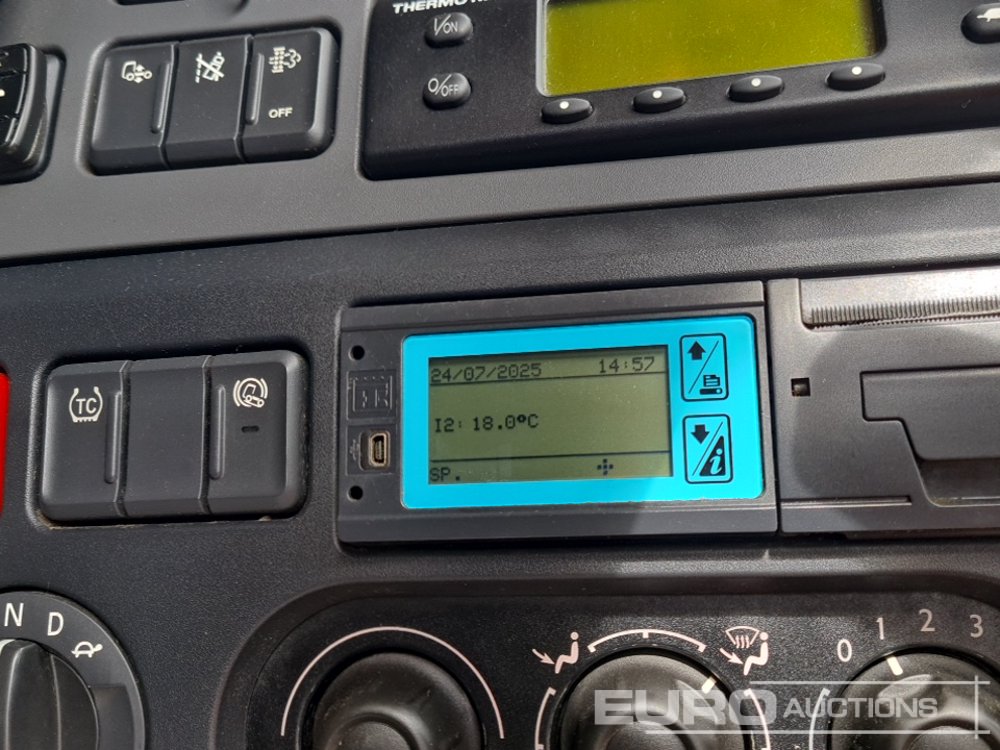 THERMO
I/ON
O/OFF
OFF
24/07/2025 14:57
I2: 18.0°C
SP.
i
TC
N D
0 1 2 3
EURO AUCTIONS